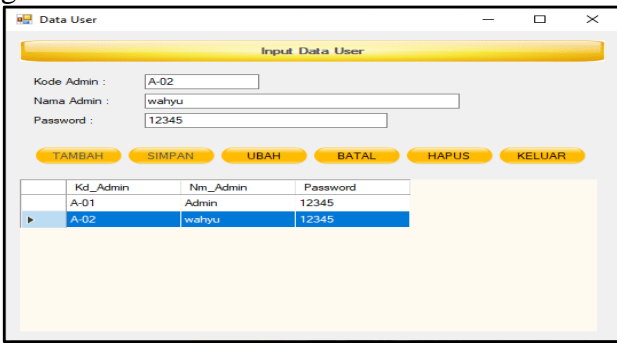 Data User
Input Data User
Kode Admin : A-02
Nama Admin : wahyu
Password : 12345
TAMBAH SIMPAN UBAH BATAL HAPUS KELUAR
Kd_Admin Nm_Admin Password
A-01 Admin 12345
A-02 wahyu 12345